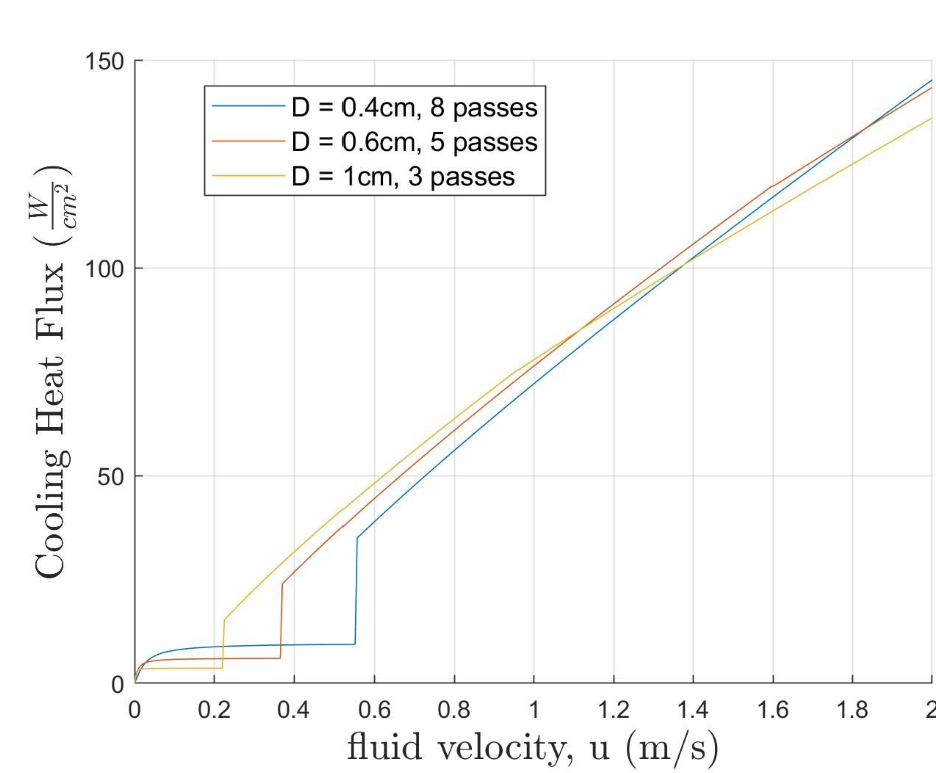 150
100
50
0
Cooling Heat Flux (W/cm²)
D = 0.4cm, 8 passes
D = 0.6cm, 5 passes
D = 1cm, 3 passes
0 0.2 0.4 0.6 0.8 1 1.2 1.4 1.6 1.8 2
fluid velocity, u (m/s)